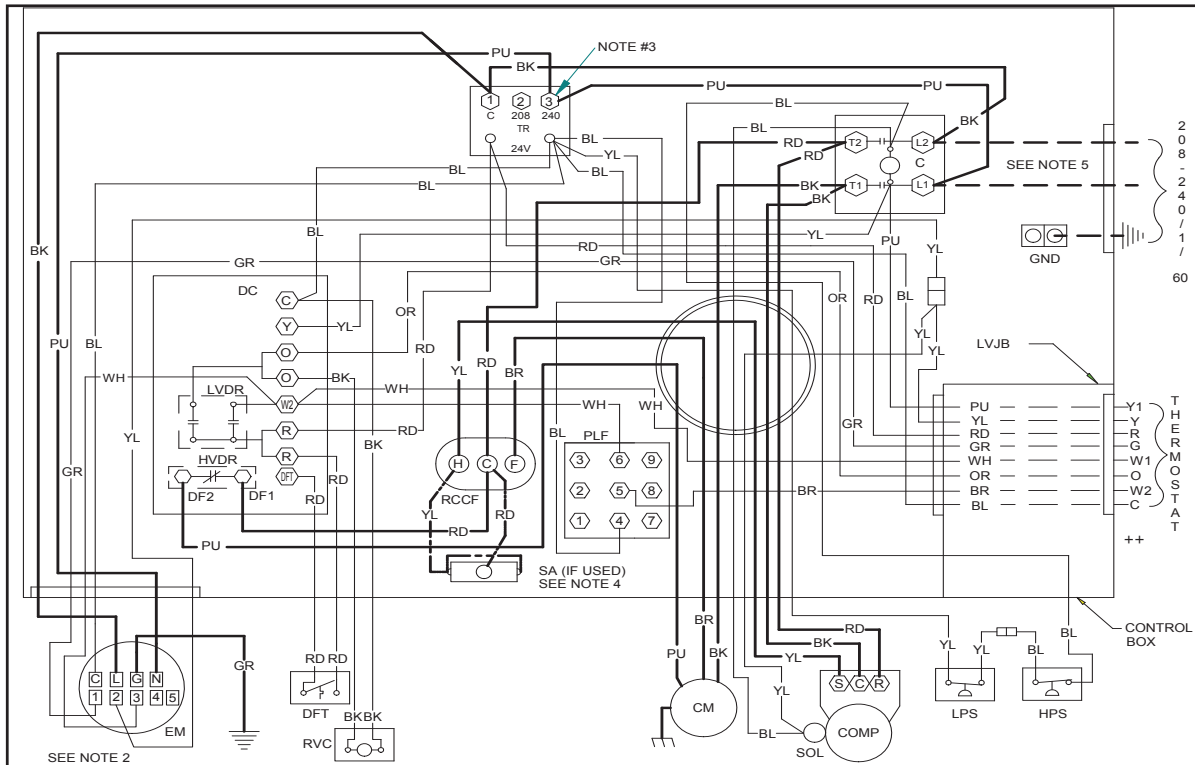 PU
NOTE #3
BK
PU
PU
1 2 3
C 208 240
TR
24V
BL
YL
BL
BL
BL
BL
BL
RD
RD
T2
L2
BK
C
BK
BK
T1
L1
SEE NOTE 5
208-240/1/60
GND
BK
BL
GR
YL
RD
GR
PU
YL
DC
C
Y
YL
OR
OR
RD
BL
YL
YL
PU
BL
WH
O
O
BK
RD
LVDR
W2
WH
WH
WH
YL
RD
BR
LVJB
R
RD
BK
BL
PLF
GR
R
HVDR
DFT
DF2
DF1
RD
RD
H C F
RCCF
YL
RD
RD
PU
3 6 9
2 5 8
1 4 7
BR
PU Y1
YL Y
RD R
GR G
WH W1
OR O
BR W2
BL C
THERMOSTAT
++
GR
YL
SA (IF USED)
SEE NOTE 4
CONTROL
BOX
C L G N
1 2 3 4 5
EM
SEE NOTE 2
GR
RD RD
DFT
BK BK
RVC
PU
BR
BK
CM
RD
BK
YL
YL
S C R
BL
SOL
COMP
YL
YL
BL
BL
LPS
HPS